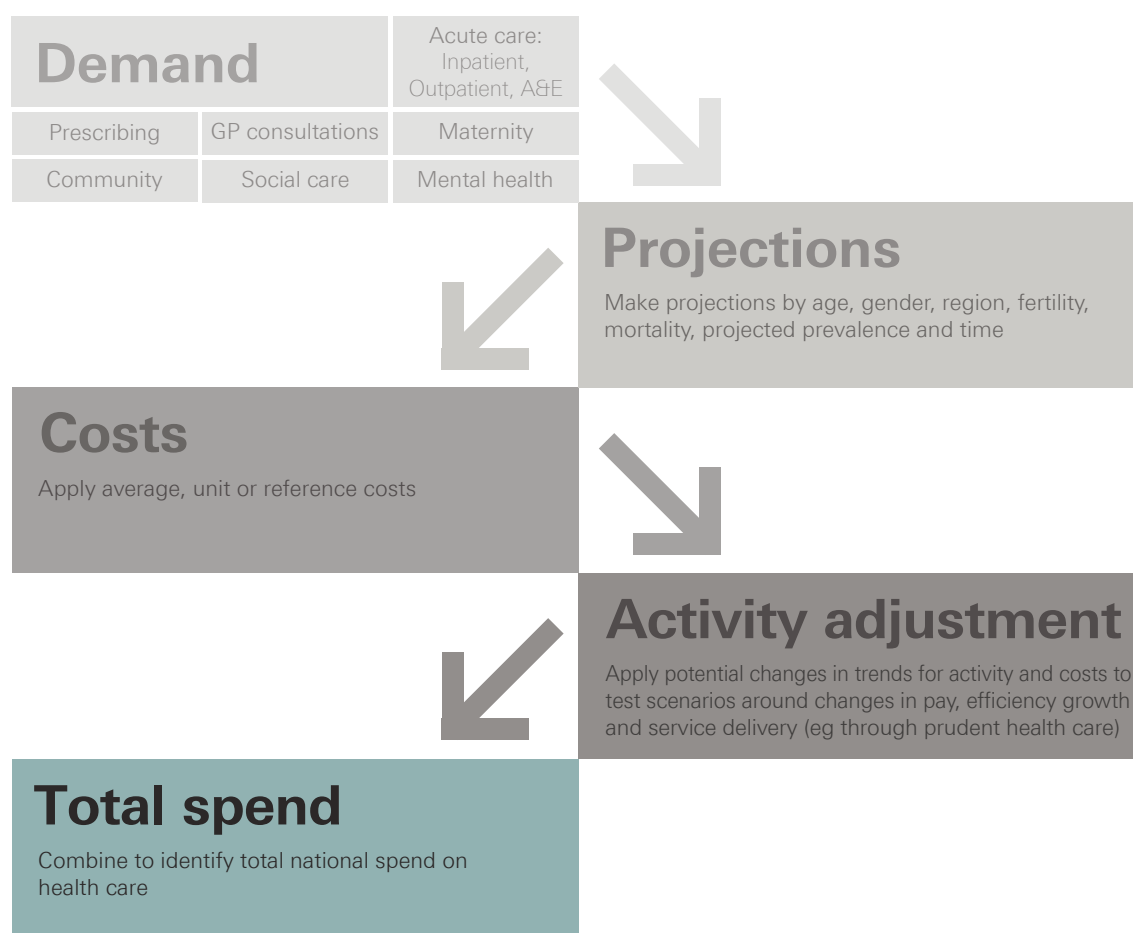 Demand
Acute care:
Inpatient,
Outpatient, A&E
Prescribing
GP consultations
Maternity
Community
Social care
Mental health
Projections
Make projections by age, gender, region, fertility,
mortality, projected prevalence and time
Costs
Apply average, unit or reference costs
Activity adjustment
Apply potential changes in trends for activity and costs to
test scenarios around changes in pay, efficiency growth
and service delivery (eg through prudent health care)
Total spend
Combine to identify total national spend on
health care